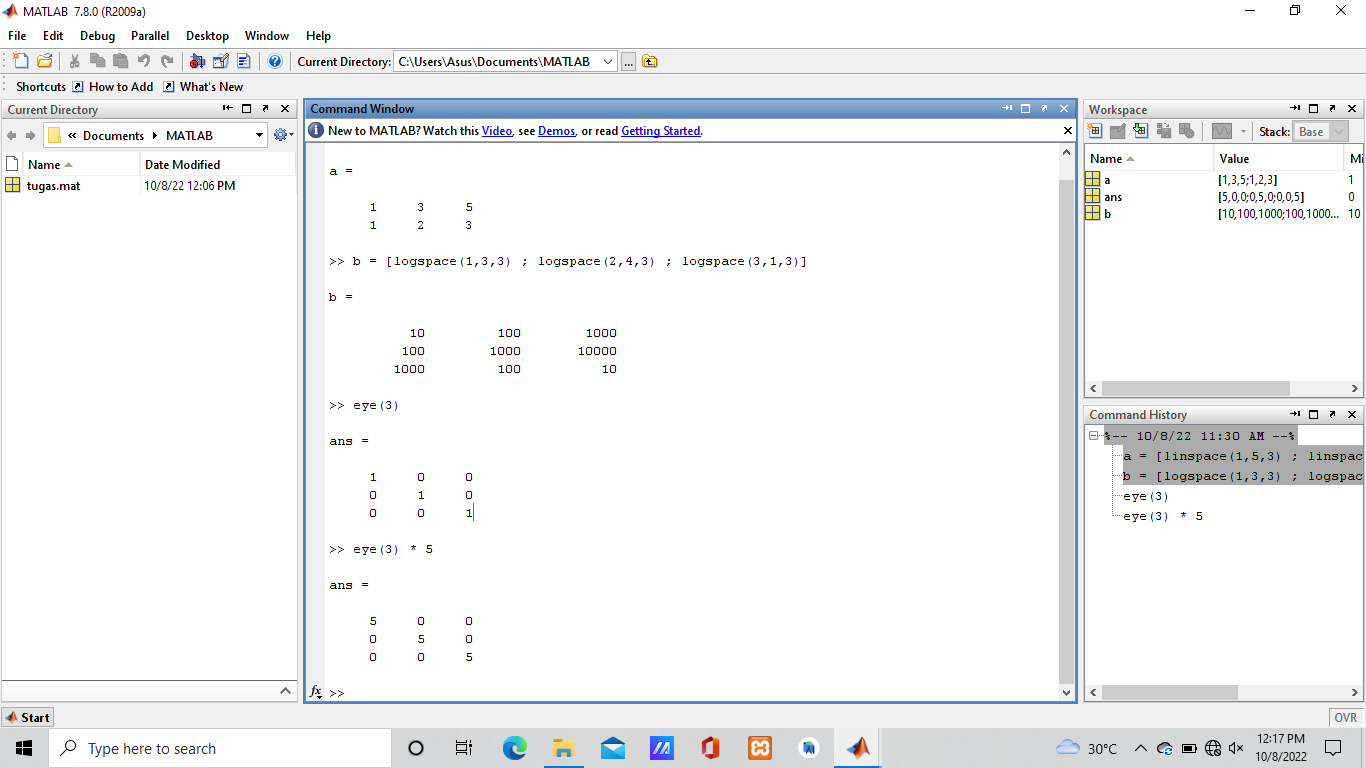 MATLAB 7.8.0 (R2009a)
File Edit Debug Parallel Desktop Window Help
Current Directory: C:\Users\Asus\Documents\MATLAB ...
Shortcuts How to Add What's New
Current Directory
« Documents MATLAB
Name Date Modified
tugas.mat 10/8/22 12:06 PM
Command Window
New to MATLAB? Watch this Video, see Demos, or read Getting Started.
a =
1 3 5
1 2 3
>> b = [logspace(1,3,3) ; logspace(2,4,3) ; logspace(3,1,3)]
b =
10 100 1000
100 1000 10000
1000 100 10
>> eye(3)
ans =
1 0 0
0 1 0
0 0 1
>> eye(3) * 5
ans =
5 0 0
0 5 0
0 0 5
fx >>
Workspace
Stack: Base
Name Value Mi
a [1,3,5;1,2,3] 1
ans [5,0,0;0,5,0;0,0,5] 0
b [10,100,1000;100,1000... 10
Command History
%-- 10/8/22 11:30 AM --%
a = [linspace(1,5,3) ; linspac
b = [logspace(1,3,3) ; logspac
eye(3)
eye(3) * 5
Start
OVR
Type here to search
30°C
12:17 PM
10/8/2022